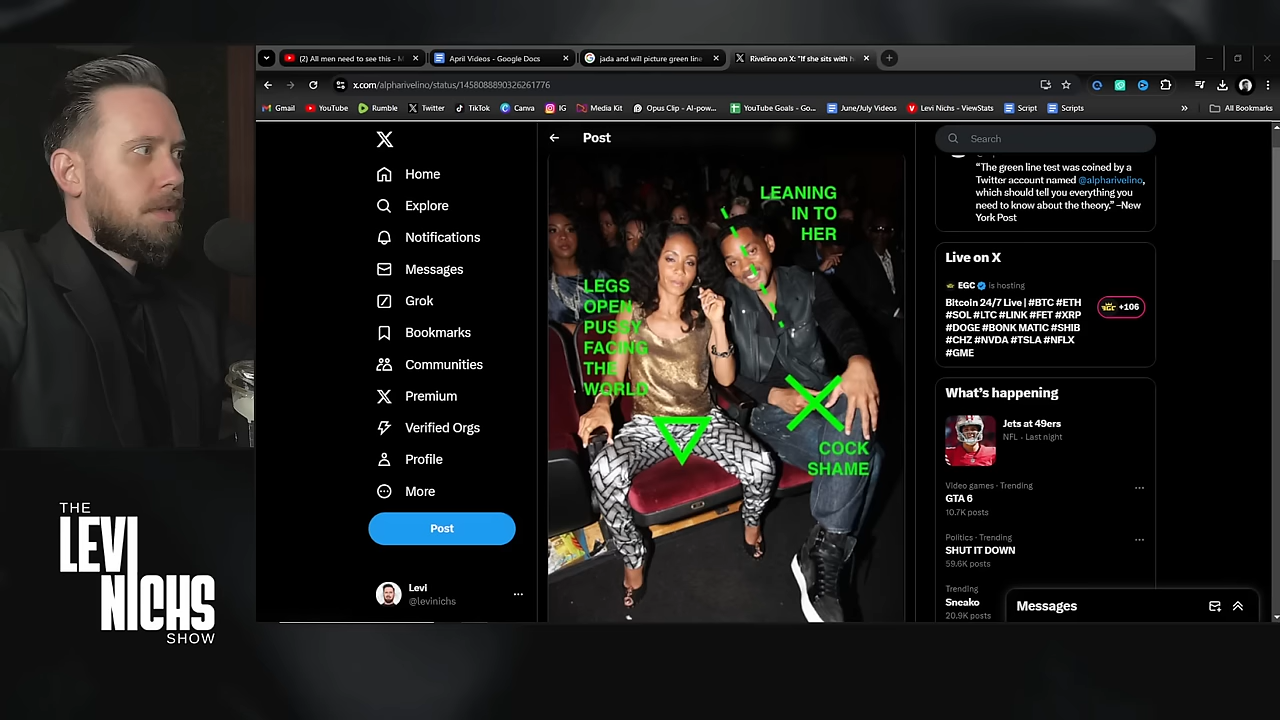 (2) All men need to see this - M
April Videos - Google Docs
jada and will picture green line
Rivelino on X: "If she sits with h
x.com/alpharivelino/status/1458088890326261776
Gmail
YouTube
Rumble
Twitter
TikTok
Canva
IG
Media Kit
Opus Clip - AI-pow...
YouTube Goals - Go...
June/July Videos
Levi Nichs - ViewStats
Script
Scripts
»
All Bookmarks
Home
Explore
Notifications
Messages
Grok
Bookmarks
Communities
Premium
Verified Orgs
Profile
More
Post
Levi
@levinichs
Post
LEANING
IN TO
HER
LEGS
OPEN
PUSSY
FACING
THE
WORLD
COCK
SHAME
Search
"The green line test was coined by a
Twitter account named @alpharivelino,
which should tell you everything you
need to know about the theory." -New
York Post
Live on X
EGC is hosting
Bitcoin 24/7 Live | #BTC #ETH
#SOL #LTC #LINK #FET #XRP
#DOGE #BONK MATIC #SHIB
#CHZ #NVDA #TSLA #NFLX
#GME
+106
What's happening
Jets at 49ers
NFL · Last night
Video games · Trending
GTA 6
10.7K posts
Politics · Trending
SHUT IT DOWN
59.6K posts
Trending
Sneako
20.9K posts
Messages
THE
LEVI
NICHS
SHOW